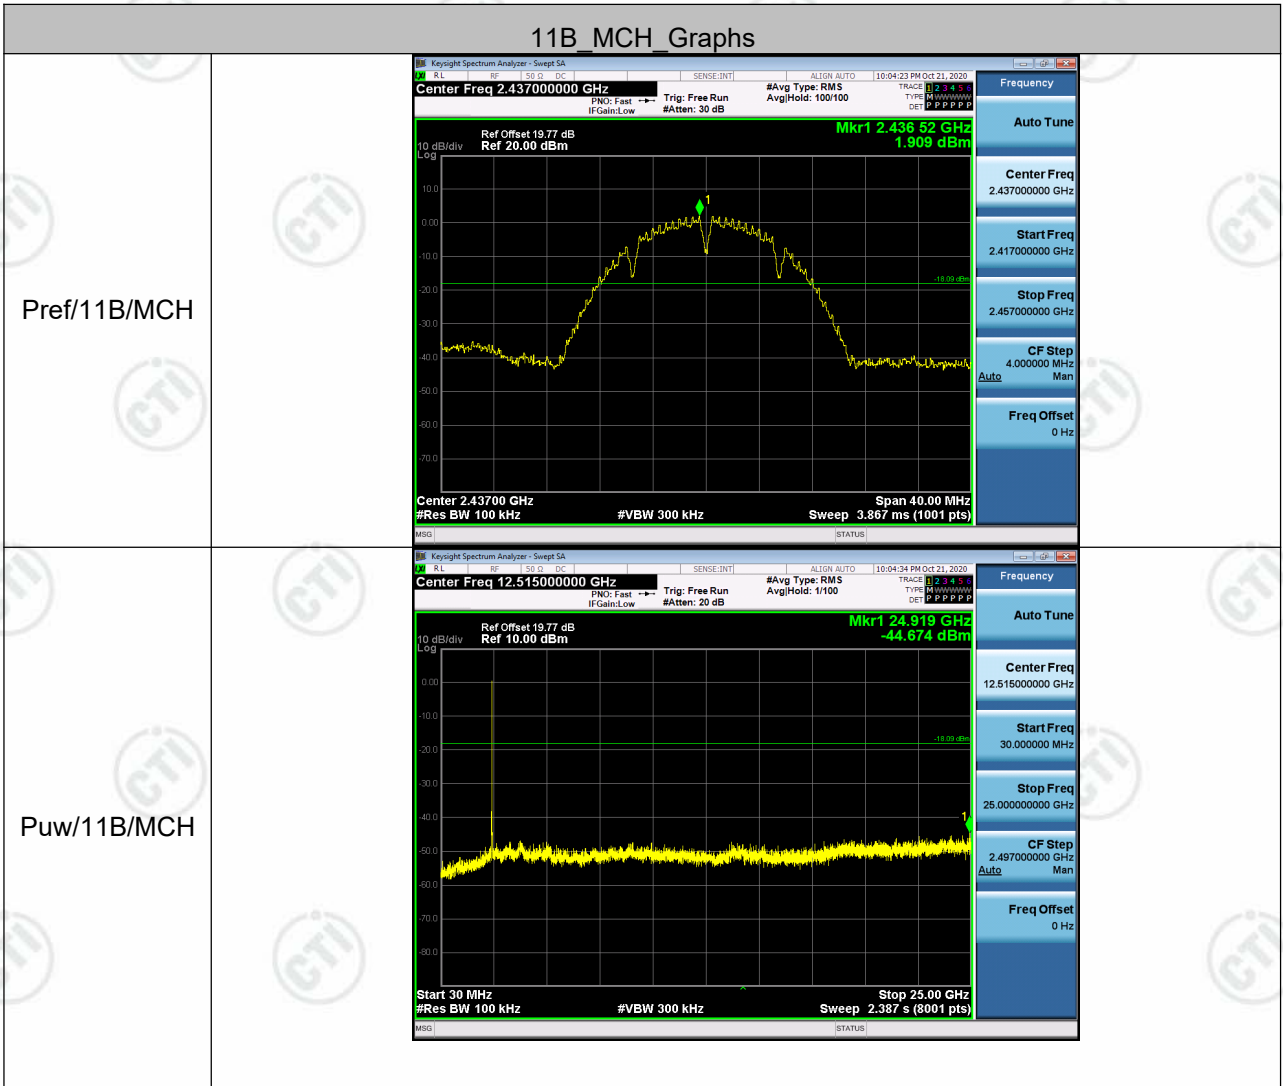 11B_MCH_Graphs
Pref/11B/MCH
Keysight Spectrum Analyzer - Swept SA
RL RF 50 Ω DC SENSE:INT ALIGN AUTO 10:04:23 PM Oct 21, 2020
Center Freq 2.437000000 GHz
PNO: Fast
IFGain:Low
Trig: Free Run
#Atten: 30 dB
#Avg Type: RMS
Avg|Hold: 100/100
TRACE 1 2 3 4 5 6
TYPE M WWWWW
DET P P P P P P
Mkr1 2.436 52 GHz
1.909 dBm
Ref Offset 19.77 dB
10 dB/div Ref 20.00 dBm
Log
1
10.0
0.00
-10.0
-18.09 dBm
-20.0
-30.0
-40.0
-50.0
-60.0
-70.0
Center 2.43700 GHz Span 40.00 MHz
#Res BW 100 kHz #VBW 300 kHz Sweep 3.867 ms (1001 pts)
MSG STATUS
Frequency
Auto Tune
Center Freq
2.437000000 GHz
Start Freq
2.417000000 GHz
Stop Freq
2.457000000 GHz
CF Step
4.000000 MHz
Auto Man
Freq Offset
0 Hz
Puw/11B/MCH
Keysight Spectrum Analyzer - Swept SA
RL RF 50 Ω DC SENSE:INT ALIGN AUTO 10:04:34 PM Oct 21, 2020
Center Freq 12.515000000 GHz
PNO: Fast
IFGain:Low
Trig: Free Run
#Atten: 20 dB
#Avg Type: RMS
Avg|Hold: 1/100
TRACE 1 2 3 4 5 6
TYPE M WWWWW
DET P P P P P P
Mkr1 24.919 GHz
-44.674 dBm
Ref Offset 19.77 dB
10 dB/div Ref 10.00 dBm
Log
0.00
-10.0
-18.09 dBm
-20.0
-30.0
-40.0
1
-50.0
-60.0
-70.0
-80.0
Start 30 MHz Stop 25.00 GHz
#Res BW 100 kHz #VBW 300 kHz Sweep 2.387 s (8001 pts)
MSG STATUS
Frequency
Auto Tune
Center Freq
12.515000000 GHz
Start Freq
30.000000 MHz
Stop Freq
25.000000000 GHz
CF Step
2.497000000 GHz
Auto Man
Freq Offset
0 Hz
CTI
CTI
CTI
CTI
CTI
CTI
CTI
CTI
CTI
CTI
CTI